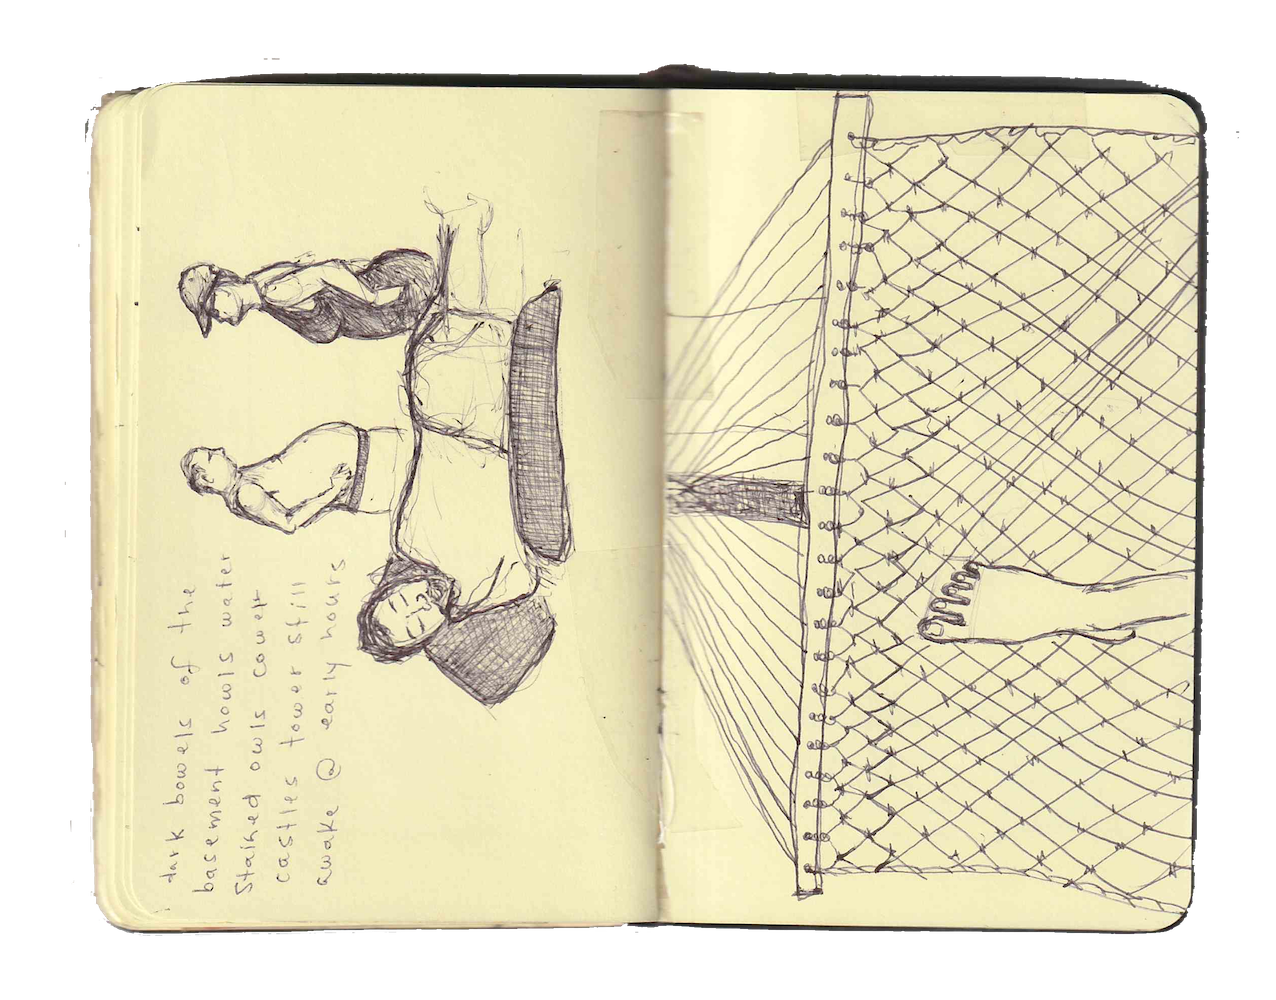 dark bowels of the
basement howls water
Stained owls cower
castles tower still
awake @ early hours